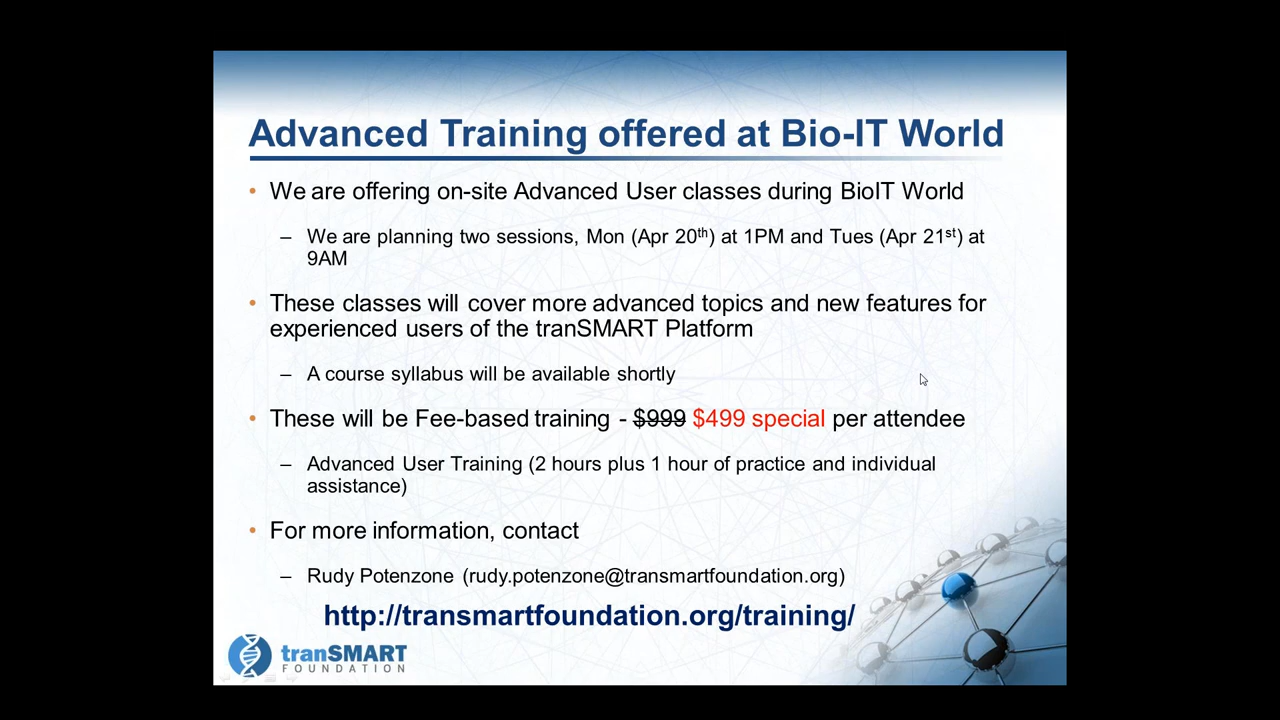 Advanced Training offered at Bio-IT World
• We are offering on-site Advanced User classes during BioIT World
– We are planning two sessions, Mon (Apr 20th) at 1PM and Tues (Apr 21st) at
9AM
• These classes will cover more advanced topics and new features for
experienced users of the tranSMART Platform
– A course syllabus will be available shortly
• These will be Fee-based training - $999 $499 special per attendee
– Advanced User Training (2 hours plus 1 hour of practice and individual
assistance)
• For more information, contact
– Rudy Potenzone (rudy.potenzone@transmartfoundation.org)
http://transmartfoundation.org/training/
tranSMART
FOUNDATION